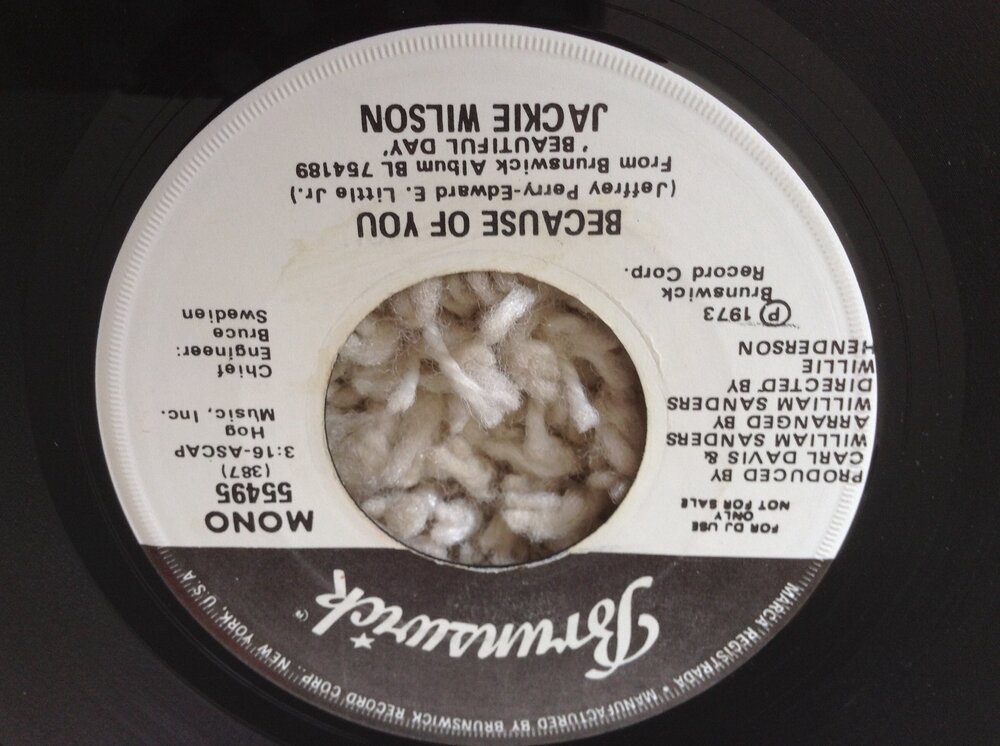 MARCA REGISTRADA • MANUFACTURED BY BRUNSWICK RECORD CORP., NEW YORK, U.S.A.
Brunswick
TM
FOR DJ USE
ONLY
NOT FOR SALE
PRODUCED BY
CARL DAVIS &
WILLIAM SANDERS
ARRANGED BY
WILLIAM SANDERS
DIRECTED BY
WILLIE
HENDERSON
Ⓟ 1973
Brunswick
Record Corp.
MONO
55495
(387)
3:16-ASCAP
Hog
Music, Inc.
Chief
Engineer:
Bruce
Swedien
BECAUSE OF YOU
(Jeffrey Perry-Edward E. Little Jr.)
From Brunswick Album BL 754189
'BEAUTIFUL DAY'
JACKIE WILSON